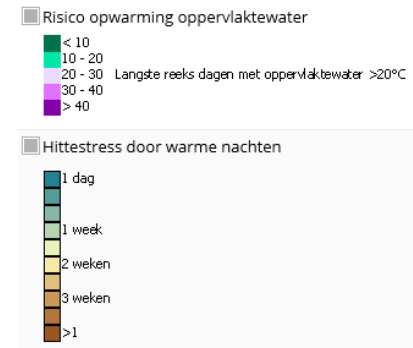 Risico opwarming oppervlaktewater
< 10
10 - 20
20 - 30 Langste reeks dagen met oppervlaktewater >20°C
30 - 40
> 40
Hittestress door warme nachten
1 dag
1 week
2 weken
3 weken
>1